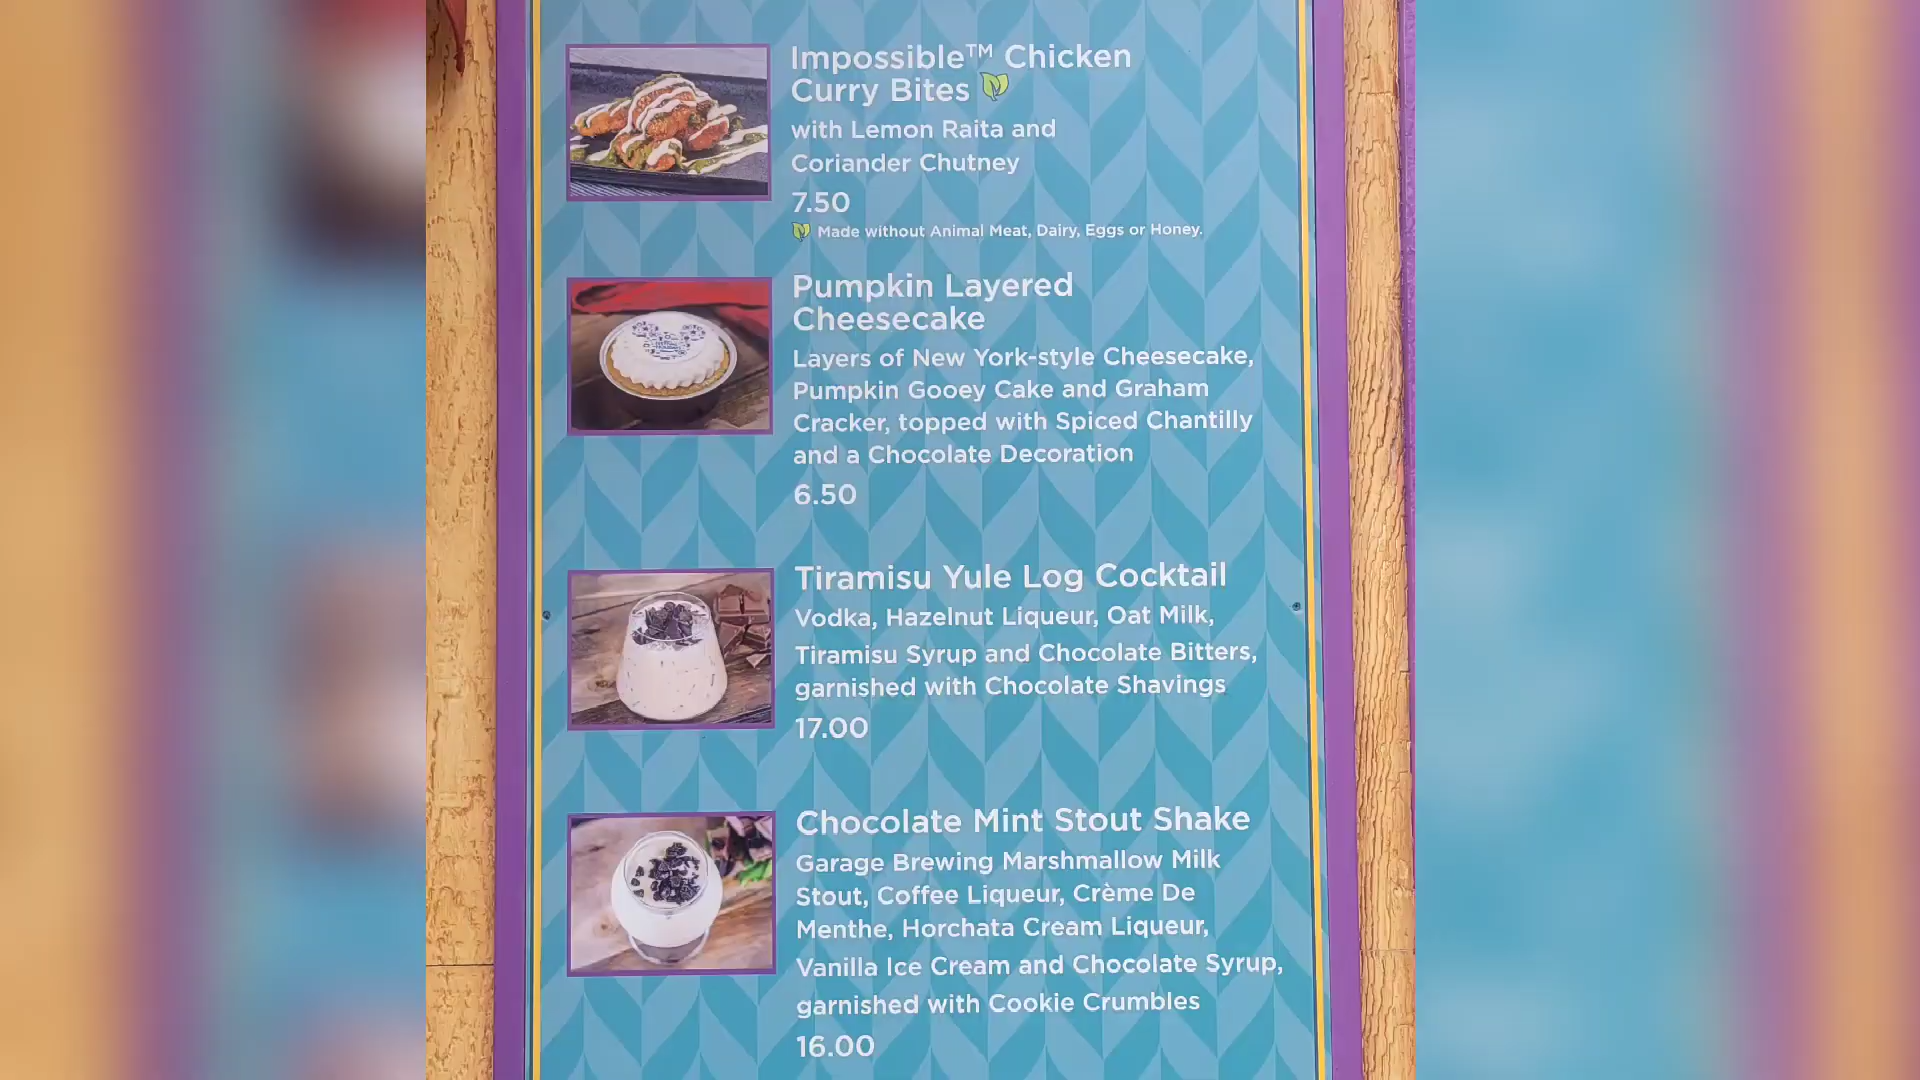 Impossible™ Chicken
Curry Bites
with Lemon Raita and
Coriander Chutney
7.50
Made without Animal Meat, Dairy, Eggs or Honey.
Pumpkin Layered
Cheesecake
Layers of New York-style Cheesecake,
Pumpkin Gooey Cake and Graham
Cracker, topped with Spiced Chantilly
and a Chocolate Decoration
6.50
Tiramisu Yule Log Cocktail
Vodka, Hazelnut Liqueur, Oat Milk,
Tiramisu Syrup and Chocolate Bitters,
garnished with Chocolate Shavings
17.00
Chocolate Mint Stout Shake
Garage Brewing Marshmallow Milk
Stout, Coffee Liqueur, Crème De
Menthe, Horchata Cream Liqueur,
Vanilla Ice Cream and Chocolate Syrup,
garnished with Cookie Crumbles
16.00